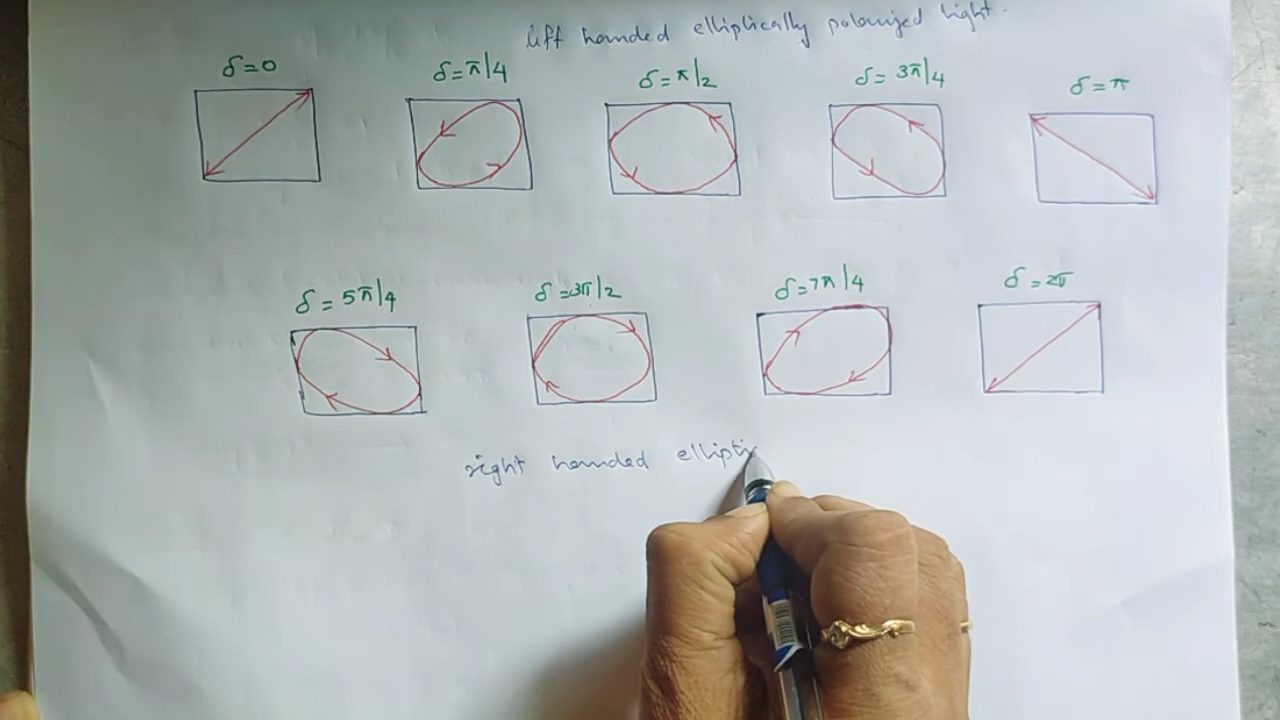 left handed elliptically polarized light.
δ=0 δ=π/4 δ=π/2 δ=3π/4 δ=π
δ=5π/4 δ=3π/2 δ=7π/4 δ=2π
right handed ellipti